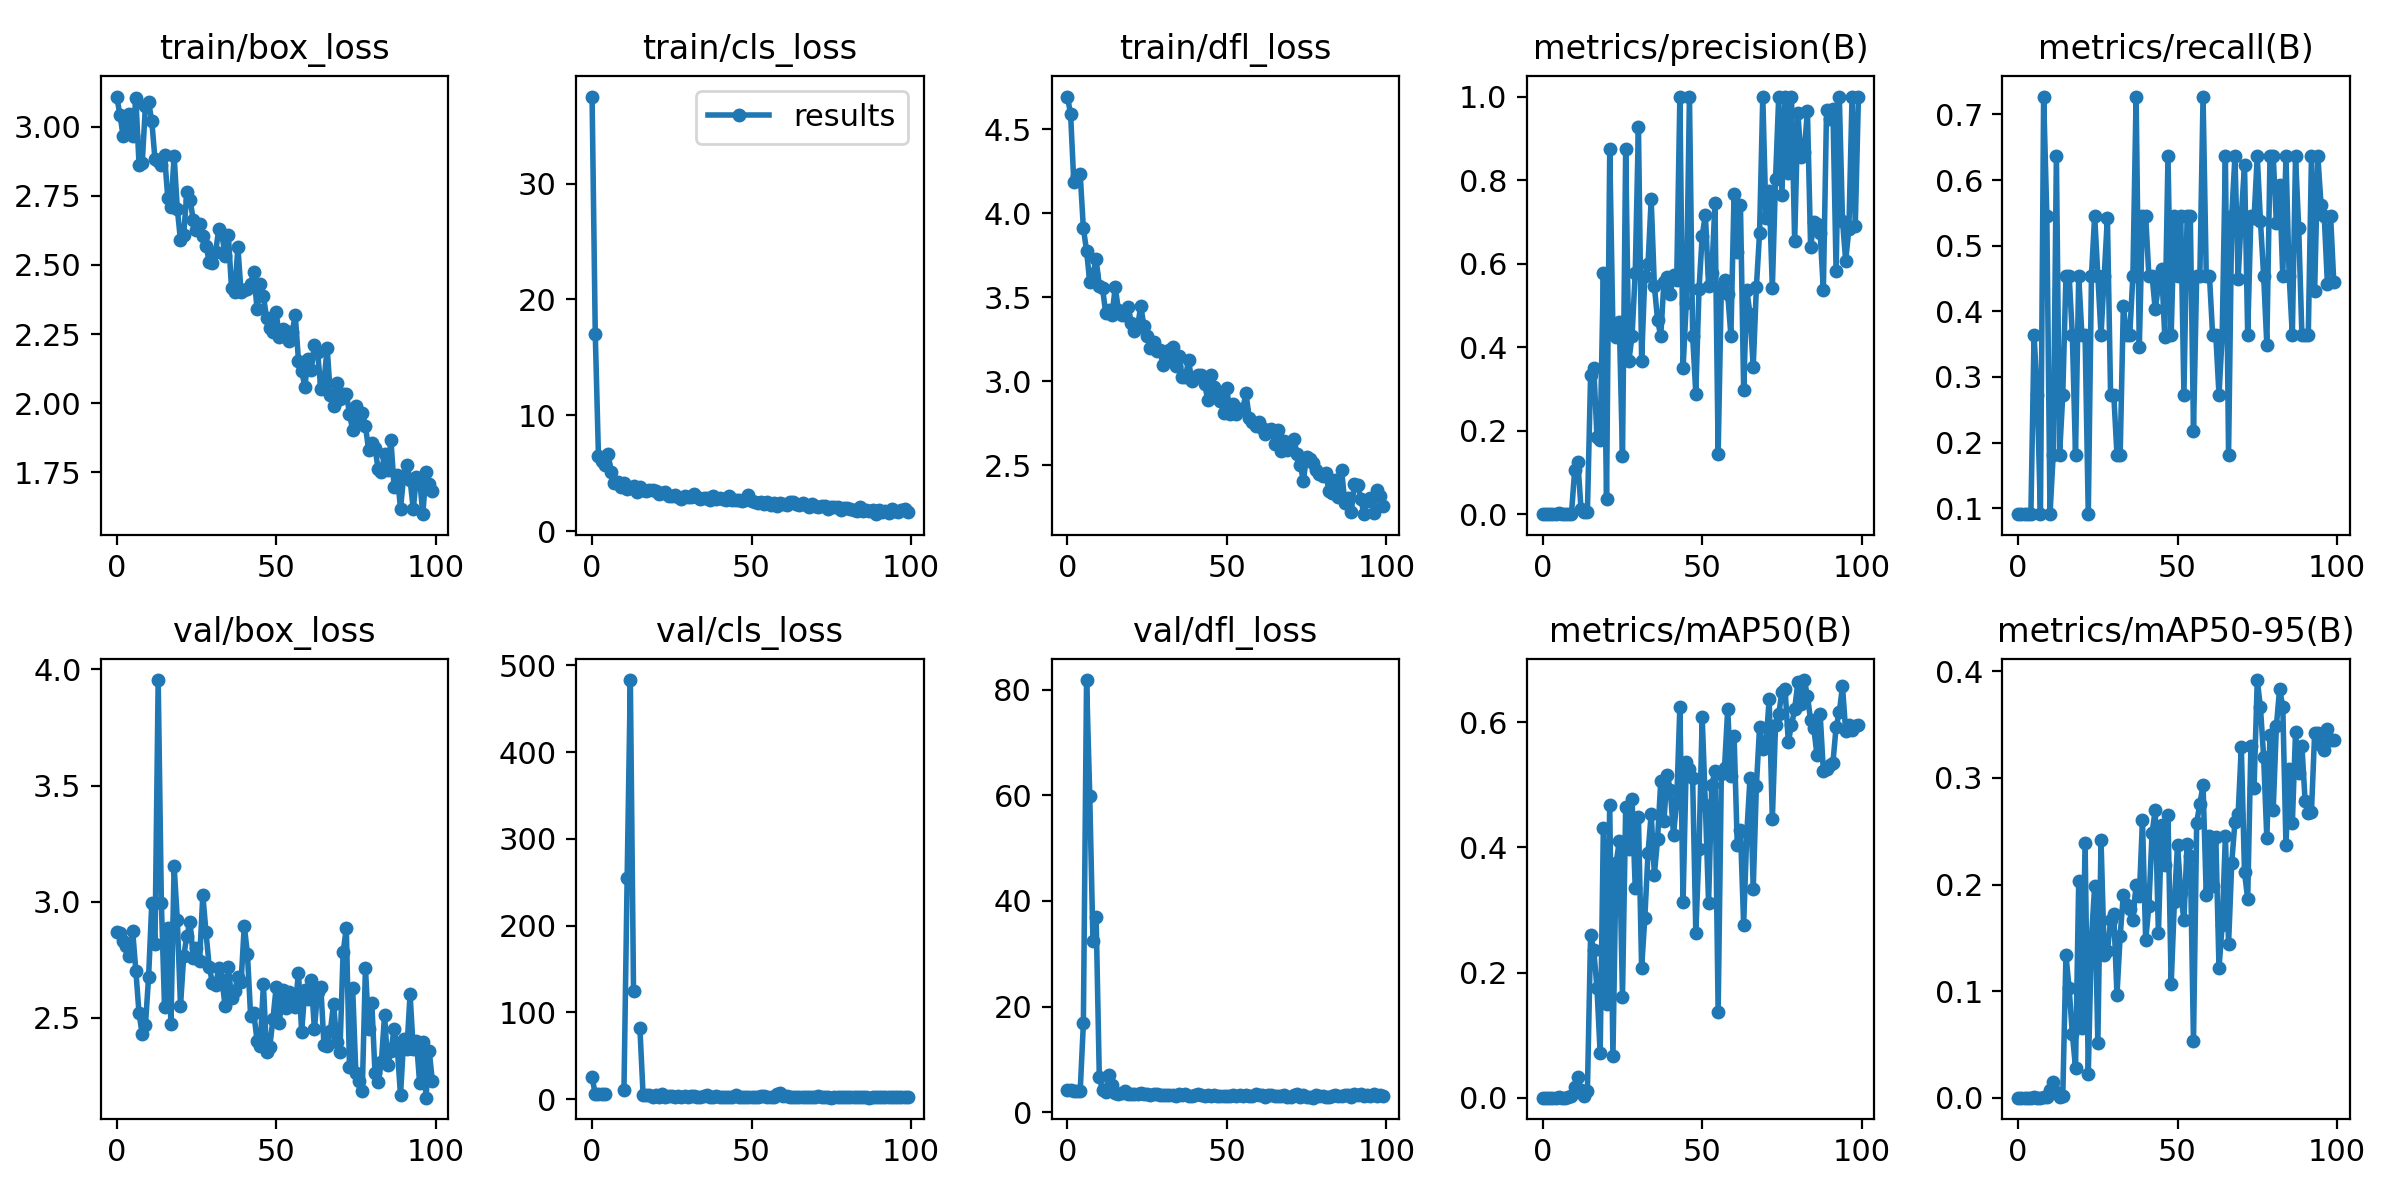 train/box_loss
3.00
2.75
2.50
2.25
2.00
1.75
0 50 100
train/cls_loss
results
30
20
10
0
0 50 100
train/dfl_loss
4.5
4.0
3.5
3.0
2.5
0 50 100
metrics/precision(B)
1.0
0.8
0.6
0.4
0.2
0.0
0 50 100
metrics/recall(B)
0.7
0.6
0.5
0.4
0.3
0.2
0.1
0 50 100
val/box_loss
4.0
3.5
3.0
2.5
0 50 100
val/cls_loss
500
400
300
200
100
0
0 50 100
val/dfl_loss
80
60
40
20
0
0 50 100
metrics/mAP50(B)
0.6
0.4
0.2
0.0
0 50 100
metrics/mAP50-95(B)
0.4
0.3
0.2
0.1
0.0
0 50 100